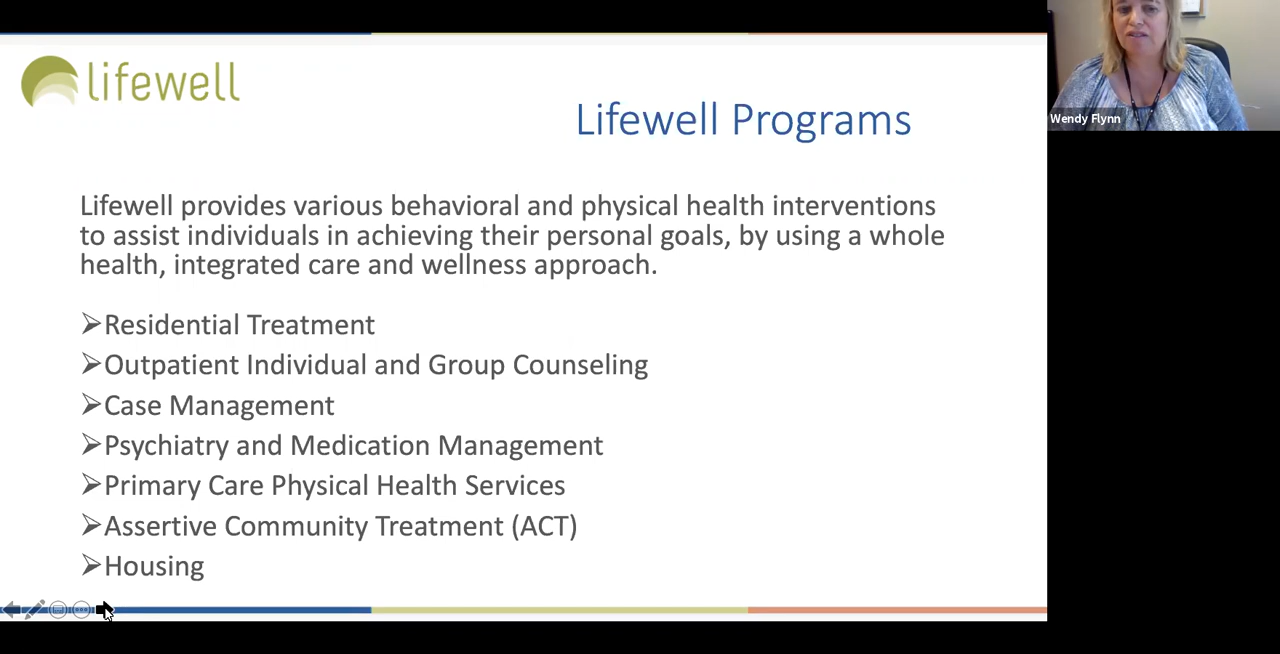 lifewell
Lifewell Programs
Wendy Flynn
Lifewell provides various behavioral and physical health interventions
to assist individuals in achieving their personal goals, by using a whole
health, integrated care and wellness approach.
➢Residential Treatment
➢Outpatient Individual and Group Counseling
➢Case Management
➢Psychiatry and Medication Management
➢Primary Care Physical Health Services
➢Assertive Community Treatment (ACT)
➢Housing